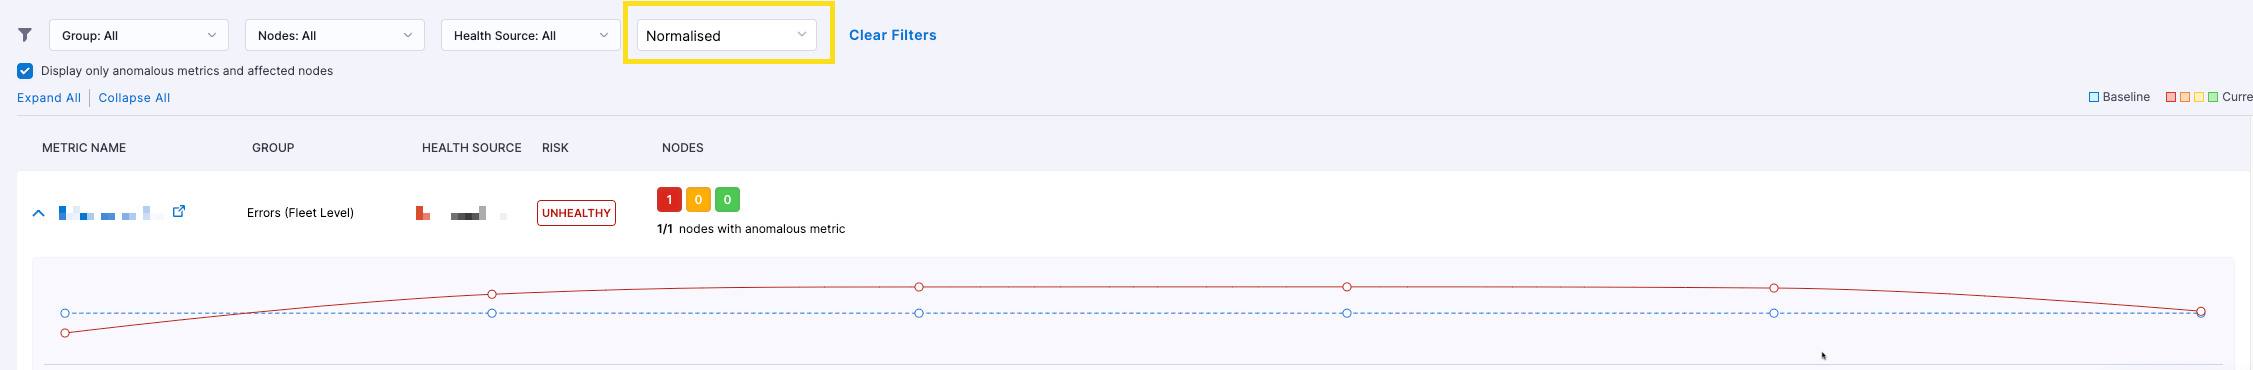 Group: All Nodes: All Health Source: All Normalised Clear Filters
Display only anomalous metrics and affected nodes
Expand All Collapse All Baseline Curre
METRIC NAME GROUP HEALTH SOURCE RISK NODES
1 0 0
Errors (Fleet Level) UNHEALTHY
1/1 nodes with anomalous metric